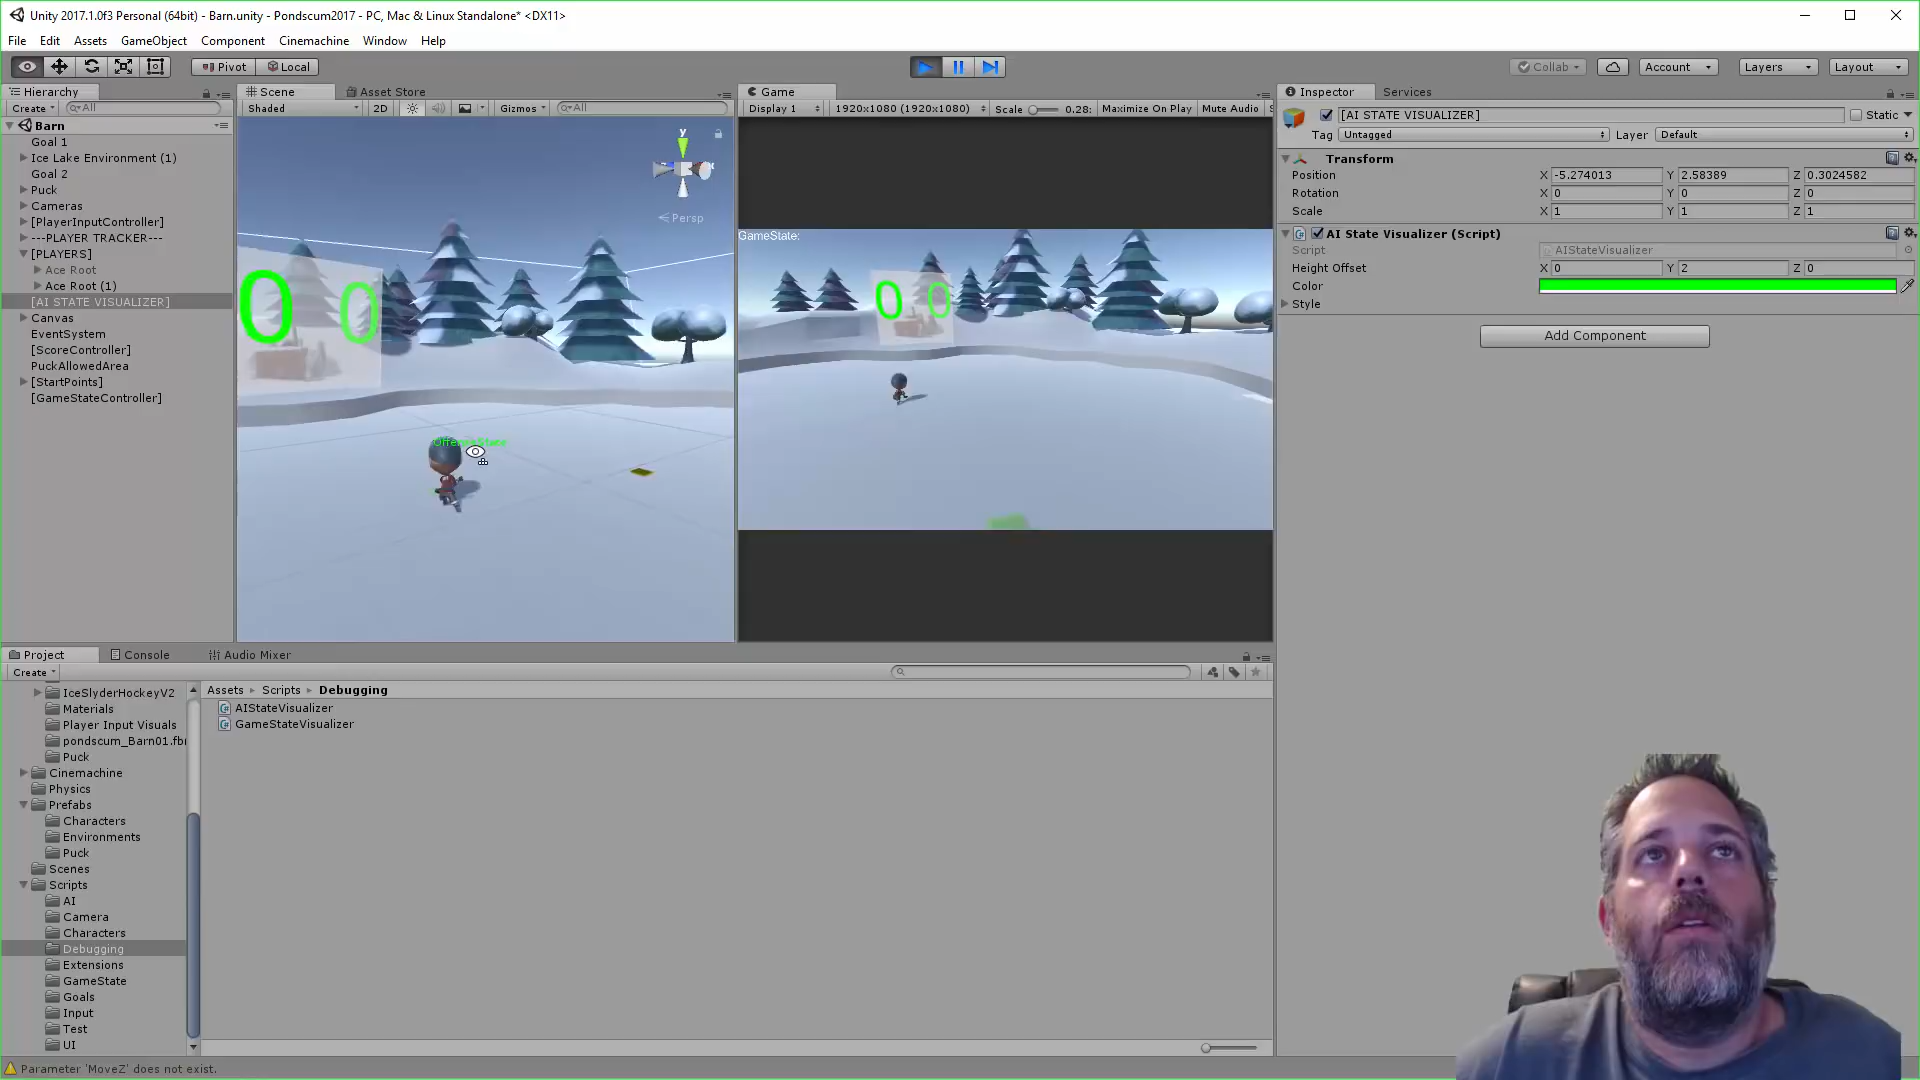 Unity 2017.1.0f3 Personal (64bit) - Barn.unity - Pondscum2017 - PC, Mac & Linux Standalone* <DX11>
File Edit Assets GameObject Component Cinemachine Window Help
Pivot Local
Collab Account Layers Layout
Hierarchy
Create All
Barn
Goal 1
Ice Lake Environment (1)
Goal 2
Puck
Cameras
[PlayerInputController]
---PLAYER TRACKER---
[PLAYERS]
Ace Root
Ace Root (1)
[AI STATE VISUALIZER]
Canvas
EventSystem
[ScoreController]
PuckAllowedArea
[StartPoints]
[GameStateController]
Scene Asset Store
Shaded 2D Gizmos All
y
Persp
0 0
Game
Display 1 1920x1080 (1920x1080) Scale 0.28: Maximize On Play Mute Audio S
GameState:
0 0
Inspector Services
[AI STATE VISUALIZER] Static
Tag Untagged Layer Default
Transform
Position X -5.274013 Y 2.58389 Z 0.3024582
Rotation X 0 Y 0 Z 0
Scale X 1 Y 1 Z 1
AI State Visualizer (Script)
Script AIStateVisualizer
Height Offset X 0 Y 2 Z 0
Color
Style
Add Component
Project Console Audio Mixer
Create
IceSlyderHockeyV2
Materials
Player Input Visuals
pondscum_Barn01.fb
Puck
Cinemachine
Physics
Prefabs
Characters
Environments
Puck
Scenes
Scripts
AI
Camera
Characters
Debugging
Extensions
GameState
Goals
Input
Test
UI
Assets Scripts Debugging
AIStateVisualizer
GameStateVisualizer
Parameter 'MoveZ' does not exist.